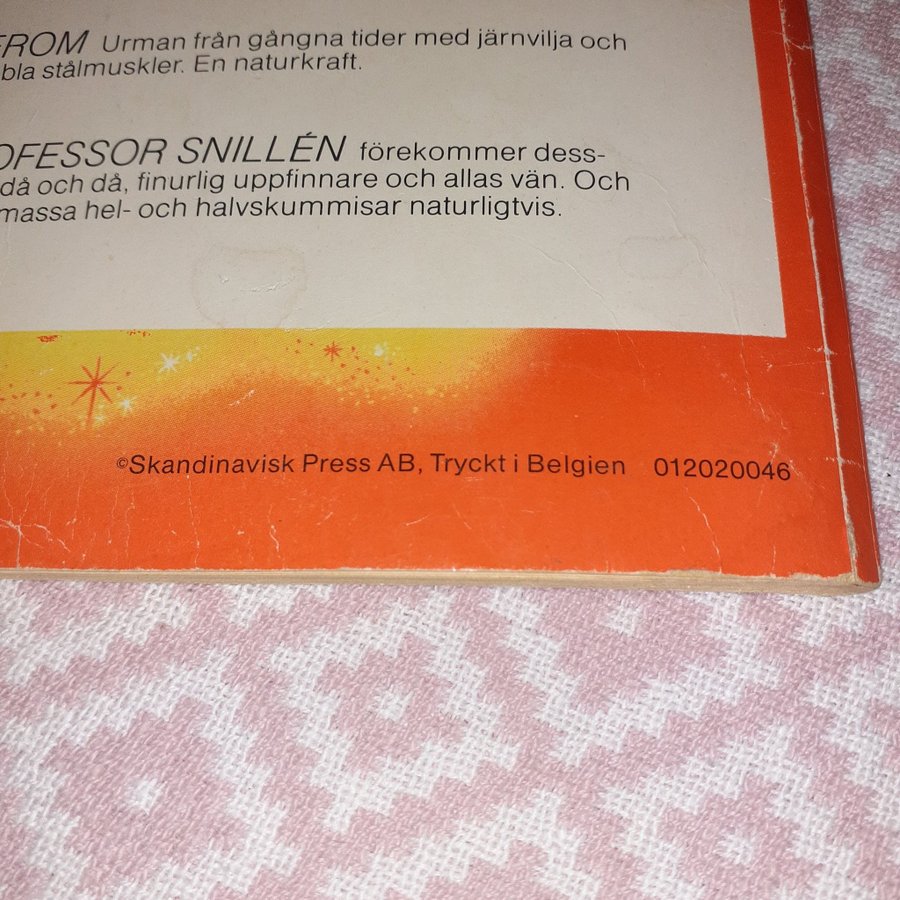 FROM Urman från gångna tider med järnvilja och
bla stålmuskler. En naturkraft.
OFESSOR SNILLÉN förekommer dess-
då och då, finurlig uppfinnare och allas vän. Och
massa hel- och halvskummisar naturligtvis.
©Skandinavisk Press AB, Tryckt i Belgien 012020046